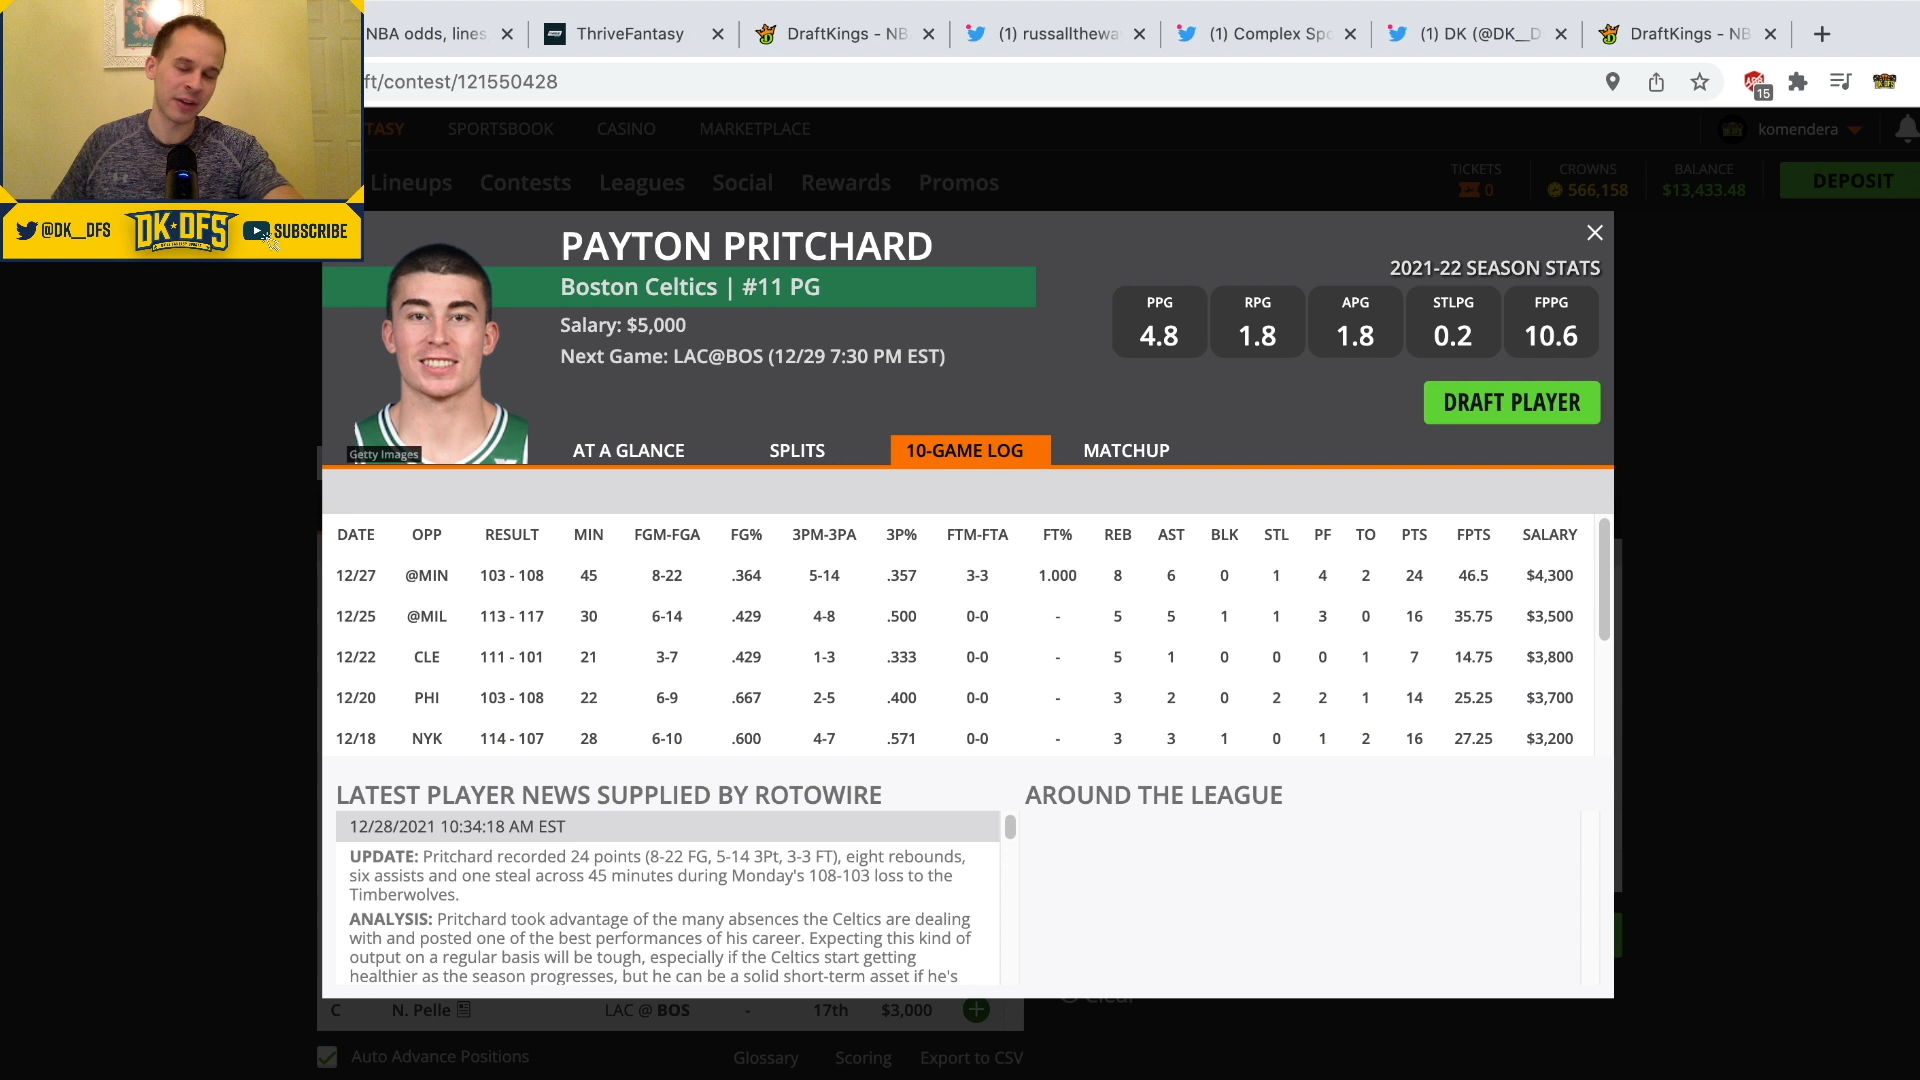 NBA odds, lines
ThriveFantasy
DraftKings - NB
(1) russallthewa
(1) Complex Spo
(1) DK (@DK__D
DraftKings - NB
ft/contest/121550428
15
TASY
SPORTSBOOK
CASINO
MARKETPLACE
komendera
Lineups
Contests
Leagues
Social
Rewards
Promos
TICKETS
0
CROWNS
566,158
BALANCE
$13,433.48
DEPOSIT
@DK__DFS
DK DFS
SUBSCRIBE
PAYTON PRITCHARD
Boston Celtics | #11 PG
Salary: $5,000
Next Game: LAC@BOS (12/29 7:30 PM EST)
2021-22 SEASON STATS
PPG RPG APG STLPG FPPG
4.8 1.8 1.8 0.2 10.6
DRAFT PLAYER
Getty Images
AT A GLANCE
SPLITS
10-GAME LOG
MATCHUP
DATE OPP RESULT MIN FGM-FGA FG% 3PM-3PA 3P% FTM-FTA FT% REB AST BLK STL PF TO PTS FPTS SALARY
12/27 @MIN 103 - 108 45 8-22 .364 5-14 .357 3-3 1.000 8 6 0 1 4 2 24 46.5 $4,300
12/25 @MIL 113 - 117 30 6-14 .429 4-8 .500 0-0 - 5 5 1 1 3 0 16 35.75 $3,500
12/22 CLE 111 - 101 21 3-7 .429 1-3 .333 0-0 - 5 1 0 0 0 1 7 14.75 $3,800
12/20 PHI 103 - 108 22 6-9 .667 2-5 .400 0-0 - 3 2 0 2 2 1 14 25.25 $3,700
12/18 NYK 114 - 107 28 6-10 .600 4-7 .571 0-0 - 3 3 1 0 1 2 16 27.25 $3,200
LATEST PLAYER NEWS SUPPLIED BY ROTOWIRE
12/28/2021 10:34:18 AM EST
UPDATE: Pritchard recorded 24 points (8-22 FG, 5-14 3Pt, 3-3 FT), eight rebounds,
six assists and one steal across 45 minutes during Monday's 108-103 loss to the
Timberwolves.
ANALYSIS: Pritchard took advantage of the many absences the Celtics are dealing
with and posted one of the best performances of his career. Expecting this kind of
output on a regular basis will be tough, especially if the Celtics start getting
healthier as the season progresses, but he can be a solid short-term asset if he's
AROUND THE LEAGUE
Clear
C N. Pelle LAC @ BOS - 17th $3,000
Auto Advance Positions
Glossary
Scoring
Export to CSV